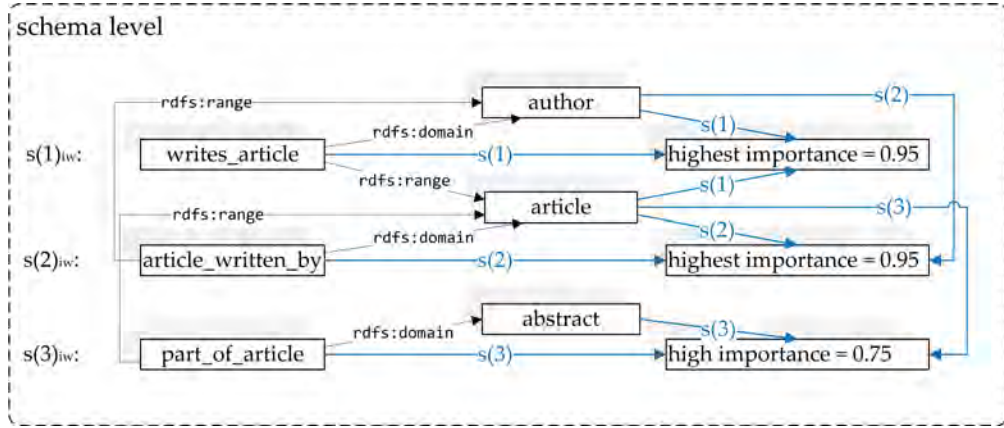 schema level
author
s(2)
rdfs:range
s(1)
rdfs:domain
s(1)iw:
writes_article
s(1)
highest importance = 0.95
rdfs:range
s(1)
article
s(3)
rdfs:range
rdfs:domain
s(2)
s(2)iw:
article_written_by
s(2)
highest importance = 0.95
abstract
rdfs:domain
s(3)
s(3)iw:
part_of_article
s(3)
high importance = 0.75